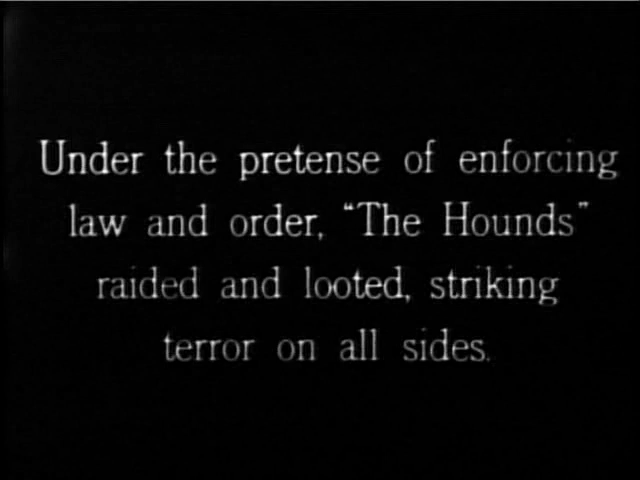 Under the pretense of enforcing
law and order, “The Hounds”
raided and looted, striking
terror on all sides.